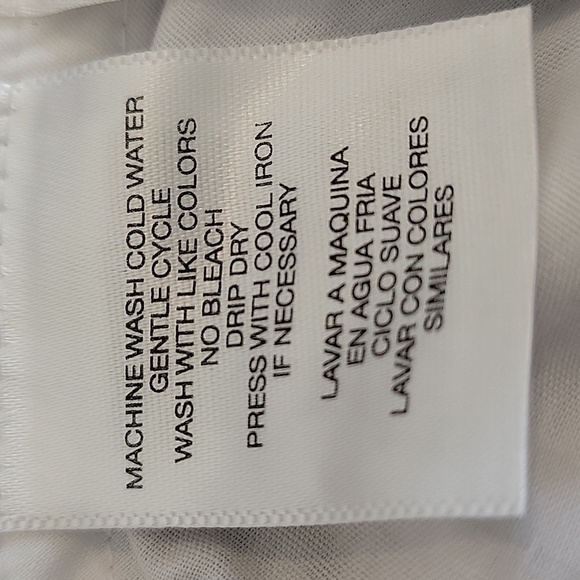 MACHINE WASH COLD WATER
GENTLE CYCLE
WASH WITH LIKE COLORS
NO BLEACH
DRIP DRY
PRESS WITH COOL IRON
IF NECESSARY
LAVAR A MAQUINA
EN AGUA FRIA
CICLO SUAVE
LAVAR CON COLORES
SIMILARES